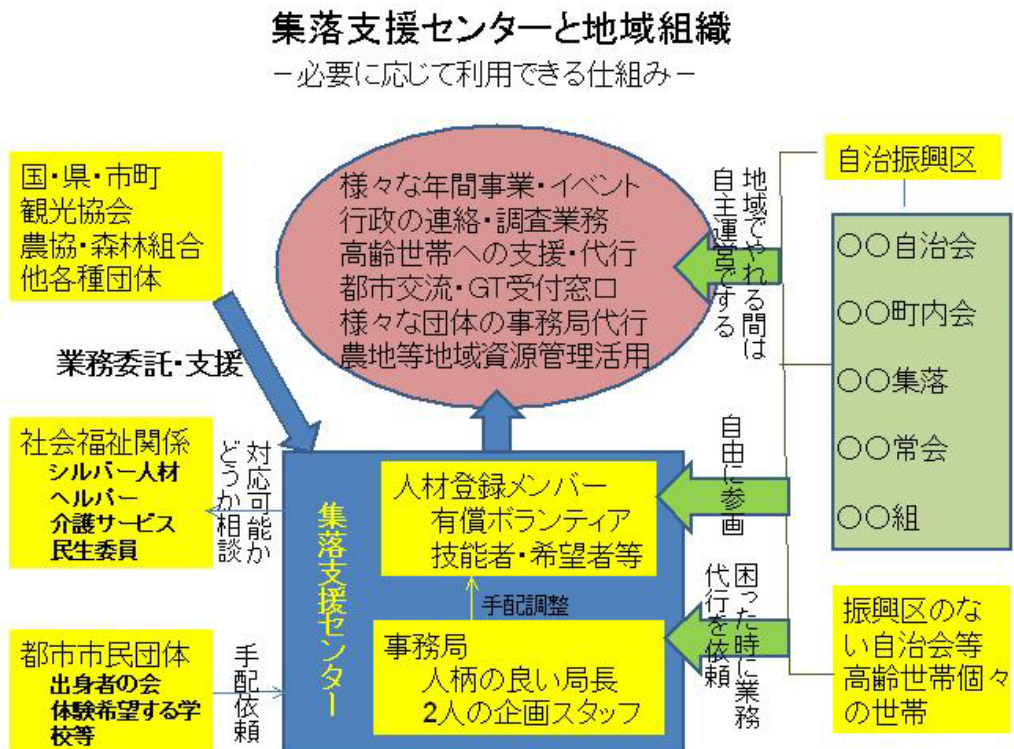 集落支援センターと地域組織
－必要に応じて利用できる仕組み－
国・県・市町
観光協会
農協・森林組合
他各種団体
業務委託・支援
社会福祉関係
シルバー人材
ヘルパー
介護サービス
民生委員
対応可能か
どうか相談
都市市民団体
出身者の会
体験希望する学
校等
手配依頼
様々な年間事業・イベント
行政の連絡・調査業務
高齢世帯への支援・代行
都市交流・GT受付窓口
様々な団体の事務局代行
農地等地域資源管理活用
集落支援センター
人材登録メンバー
有償ボランティア
技能者・希望者等
手配調整
事務局
人柄の良い局長
2人の企画スタッフ
地域でやれる間は
自主運営でする
自由に参画
困った時に業務
代行を依頼
自治振興区
〇〇自治会
〇〇町内会
〇〇集落
〇〇常会
〇〇組
振興区のな
い自治会等
高齢世帯個々
の世帯